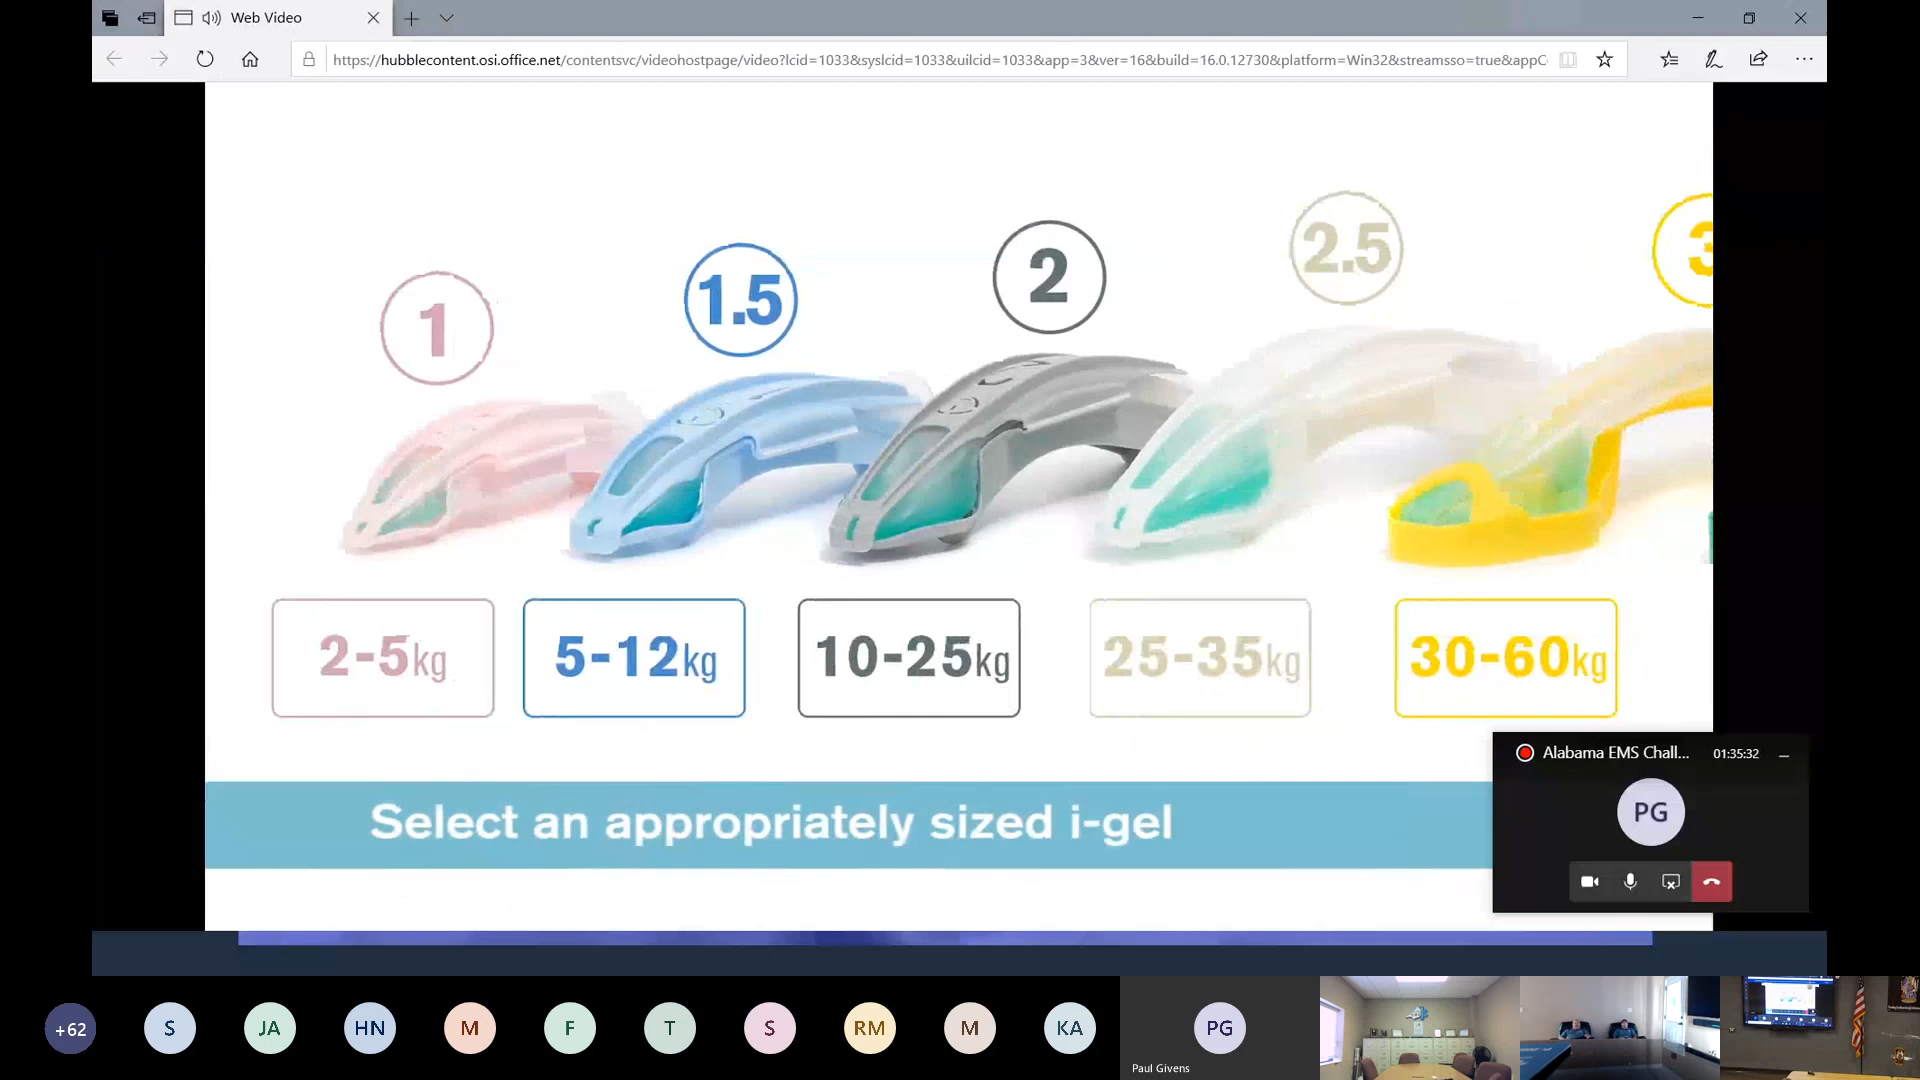 Web Video
https://hubblecontent.osi.office.net/contentsvc/videohostpage/video?lcid=1033&syslcid=1033&uilcid=1033&app=3&ver=16&build=16.0.12730&platform=Win32&streamsso=true&appC
1
1.5
2
2.5
3
2-5kg
5-12kg
10-25kg
25-35kg
30-60kg
Select an appropriately sized i-gel
Alabama EMS Chall...
01:35:32
PG
+62
S
JA
HN
M
F
T
S
RM
M
KA
PG
Paul Givens